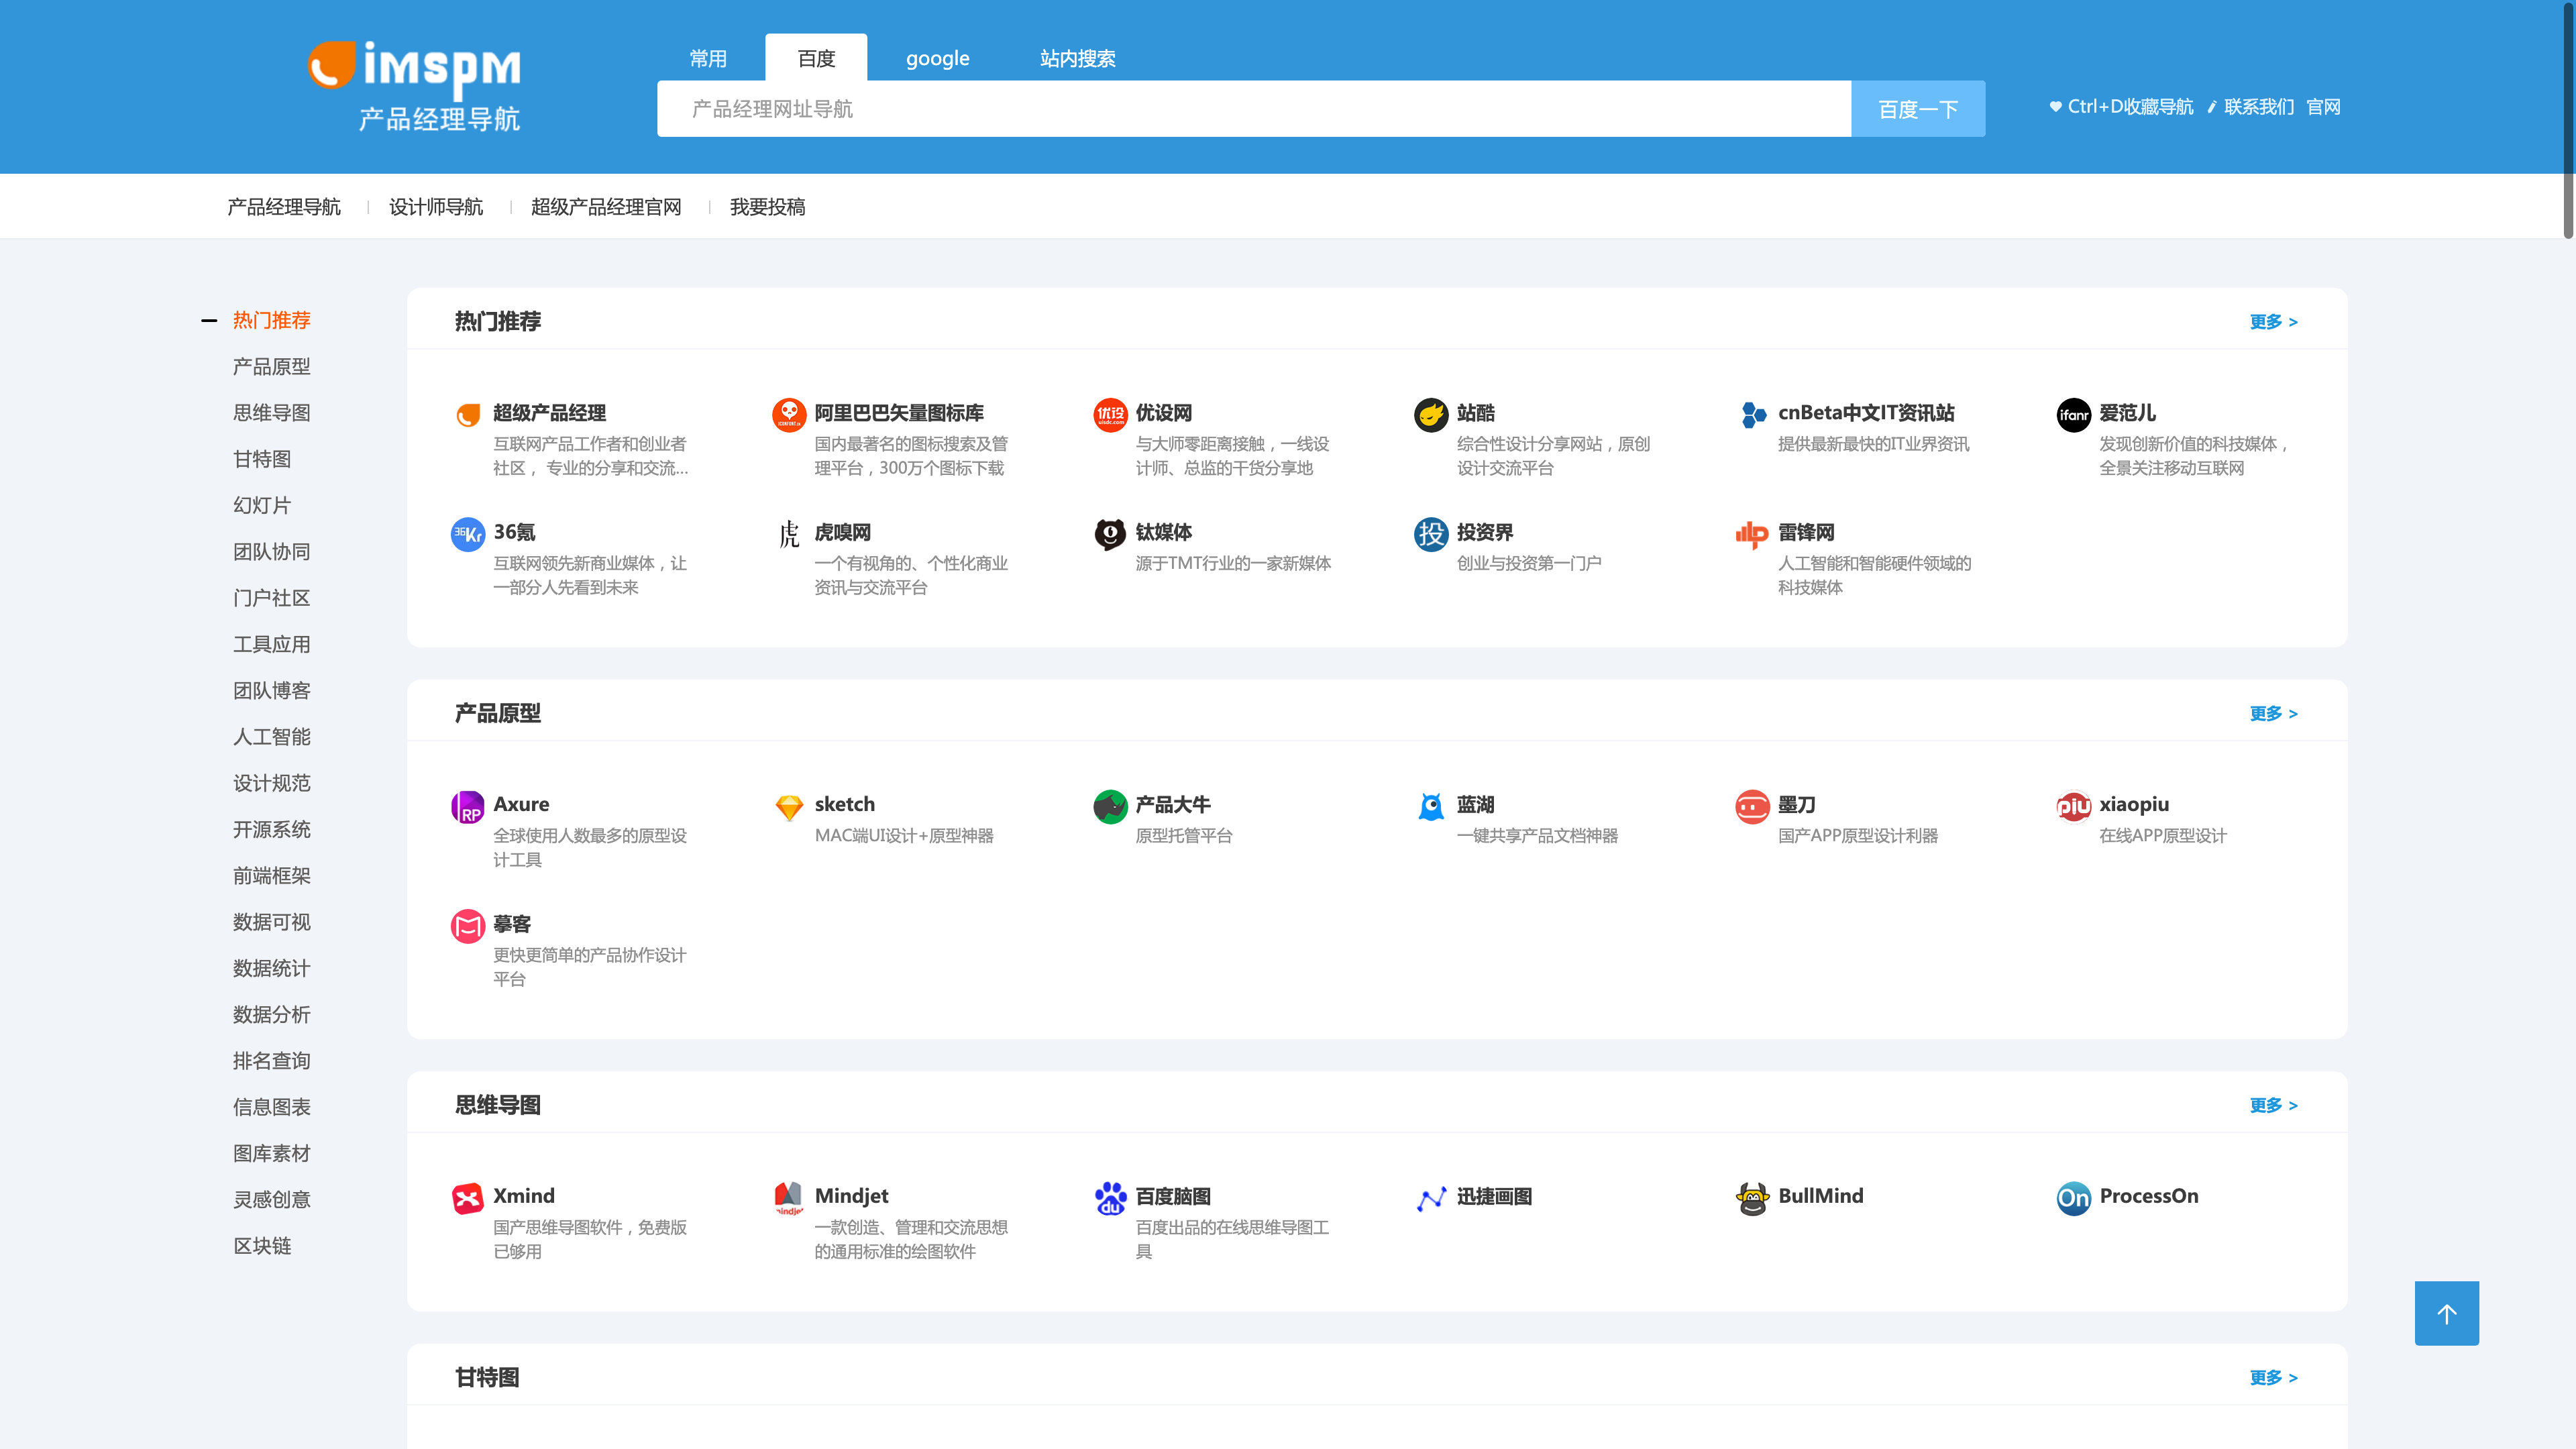 imspm
产品经理导航
常用
百度
google
站内搜索
产品经理网址导航
百度一下
Ctrl+D收藏导航
联系我们
官网
产品经理导航
设计师导航
超级产品经理官网
我要投稿
热门推荐
产品原型
思维导图
甘特图
幻灯片
团队协同
门户社区
工具应用
团队博客
人工智能
设计规范
开源系统
前端框架
数据可视
数据统计
数据分析
排名查询
信息图表
图库素材
灵感创意
区块链
热门推荐
更多 >
超级产品经理
互联网产品工作者和创业者
社区， 专业的分享和交流...
ICONFONT.cn
阿里巴巴矢量图标库
国内最著名的图标搜索及管
理平台，300万个图标下载
优设
uisdc.com
优设网
与大师零距离接触，一线设
计师、总监的干货分享地
站酷
综合性设计分享网站，原创
设计交流平台
cnBeta中文IT资讯站
提供最新最快的IT业界资讯
ifanr
爱范儿
发现创新价值的科技媒体，
全景关注移动互联网
36Kr
36氪
互联网领先新商业媒体，让
一部分人先看到未来
虎
虎嗅网
一个有视角的、个性化商业
资讯与交流平台
钛媒体
源于TMT行业的一家新媒体
投
投资界
创业与投资第一门户
雷锋网
人工智能和智能硬件领域的
科技媒体
产品原型
更多 >
RP
Axure
全球使用人数最多的原型设
计工具
sketch
MAC端UI设计+原型神器
产品大牛
原型托管平台
蓝湖
一键共享产品文档神器
墨刀
国产APP原型设计利器
piu
xiaopiu
在线APP原型设计
摹客
更快更简单的产品协作设计
平台
思维导图
更多 >
Xmind
国产思维导图软件，免费版
已够用
Mindjet
一款创造、管理和交流思想
的通用标准的绘图软件
du
百度脑图
百度出品的在线思维导图工
具
迅捷画图
BullMind
On
ProcessOn
甘特图
更多 >